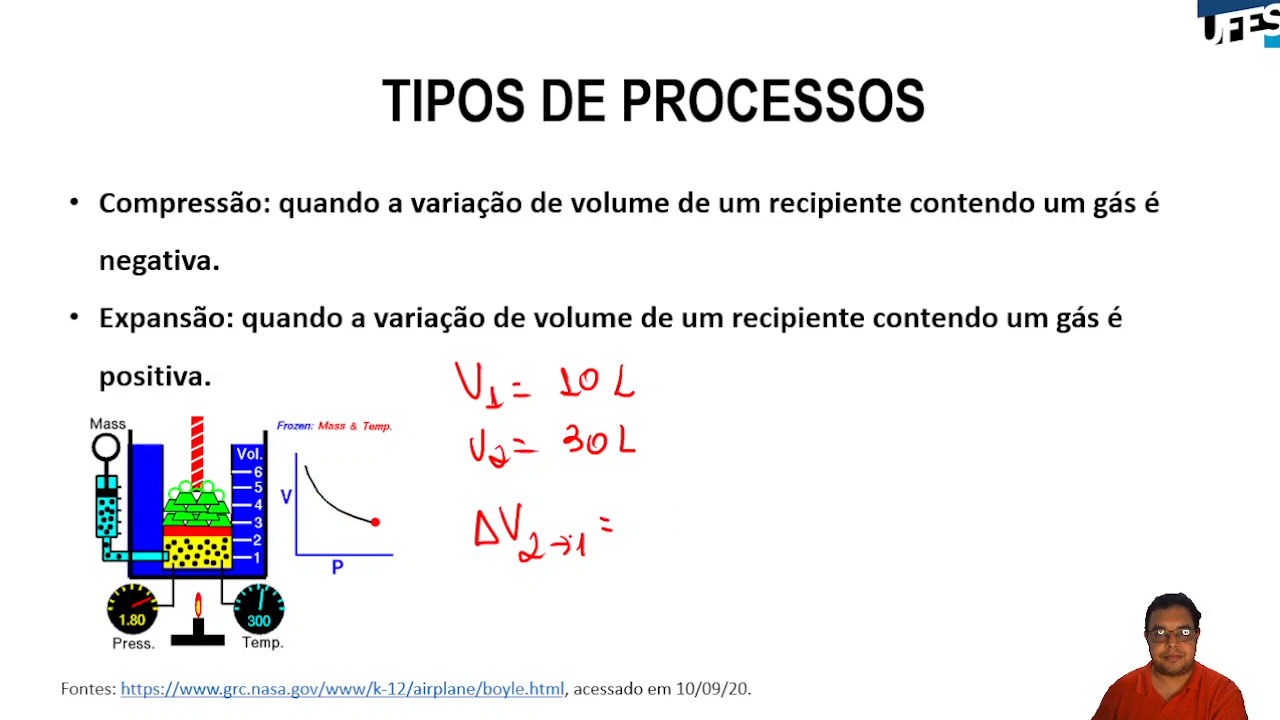 UFES
TIPOS DE PROCESSOS
• Compressão: quando a variação de volume de um recipiente contendo um gás é
negativa.
• Expansão: quando a variação de volume de um recipiente contendo um gás é
positiva.
V1 = 10 L
V2 = 30 L
ΔV2→1 =
Mass
Frozen: Mass & Temp.
Vol.
6
5
4
3
2
1
V
P
1.80
300
Press.
Temp.
Fontes: https://www.grc.nasa.gov/www/k-12/airplane/boyle.html, acessado em 10/09/20.